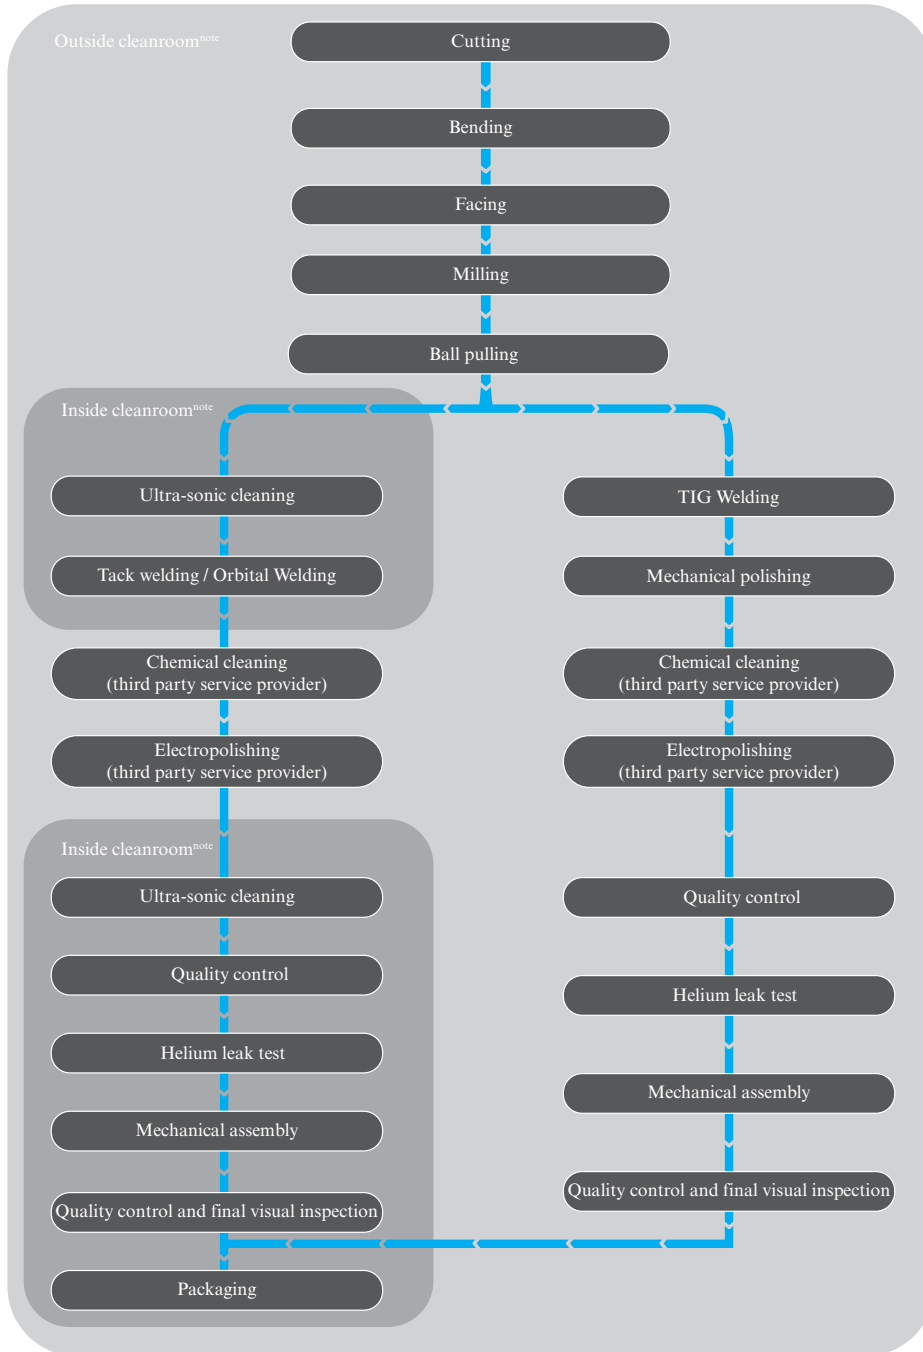 Outside cleanroomnote
Cutting
Bending
Facing
Milling
Ball pulling
Inside cleanroomnote
Ultra-sonic cleaning
Tack welding / Orbital Welding
Chemical cleaning
(third party service provider)
Electropolishing
(third party service provider)
Inside cleanroomnote
Ultra-sonic cleaning
Quality control
Helium leak test
Mechanical assembly
Quality control and final visual inspection
Packaging
TIG Welding
Mechanical polishing
Chemical cleaning
(third party service provider)
Electropolishing
(third party service provider)
Quality control
Helium leak test
Mechanical assembly
Quality control and final visual inspection